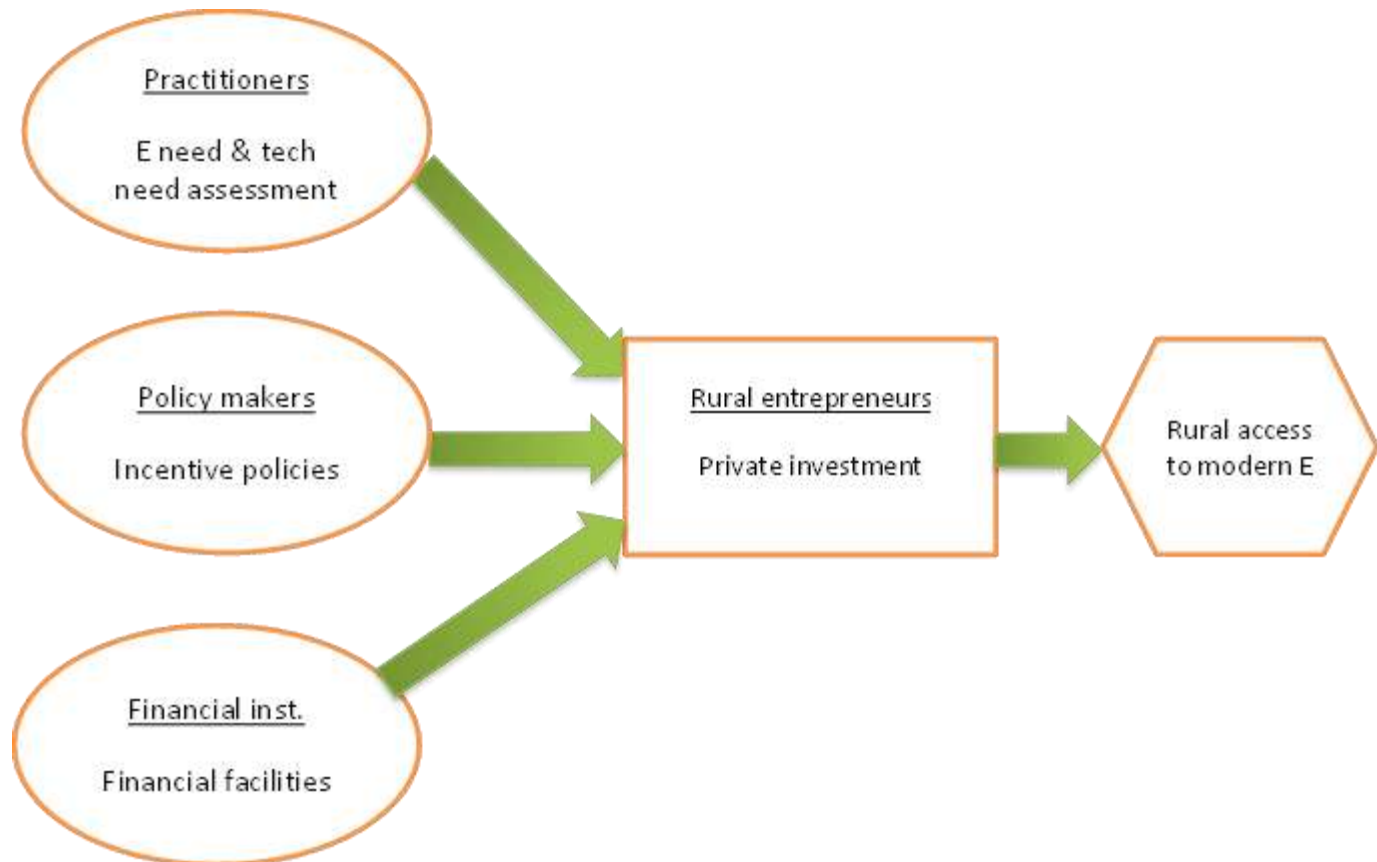 Practitioners
E need & tech
need assessment
Policy makers
Incentive policies
Financial inst.
Financial facilities
Rural entrepreneurs
Private investment
Rural access
to modern E